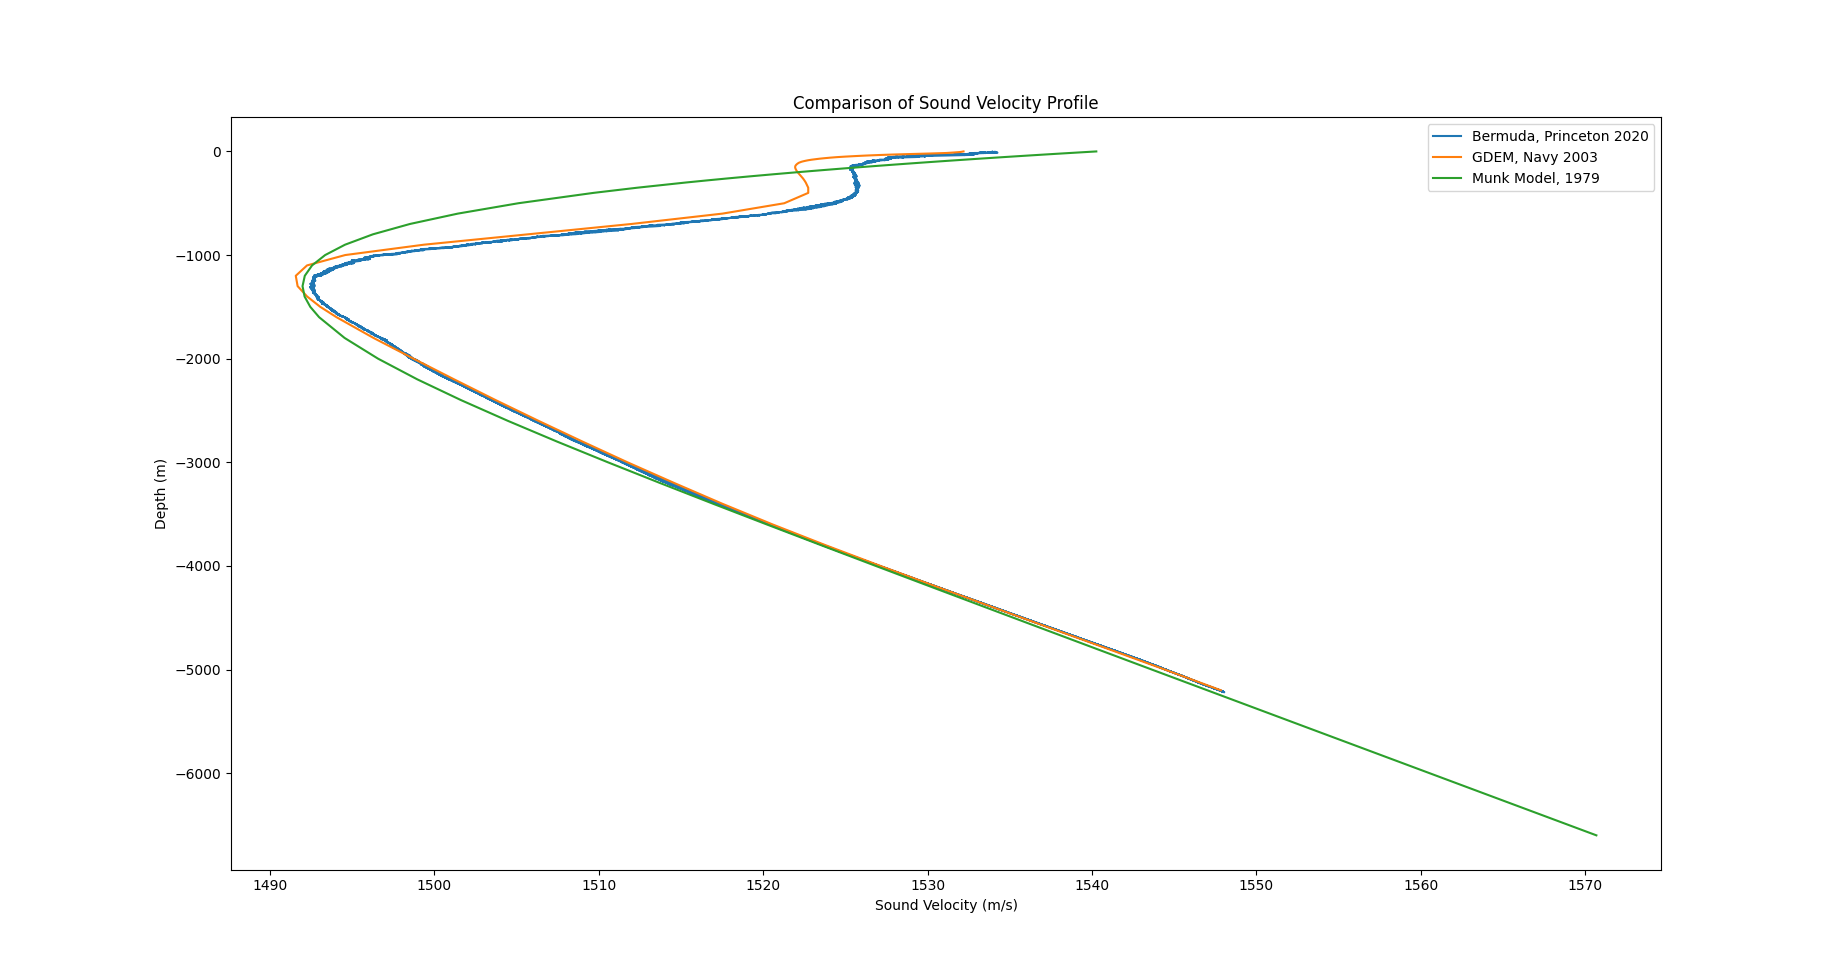 Comparison of Sound Velocity Profile
Bermuda, Princeton 2020
GDEM, Navy 2003
Munk Model, 1979
0
−1000
−2000
−3000
−4000
−5000
−6000
Depth (m)
1490 1500 1510 1520 1530 1540 1550 1560 1570
Sound Velocity (m/s)